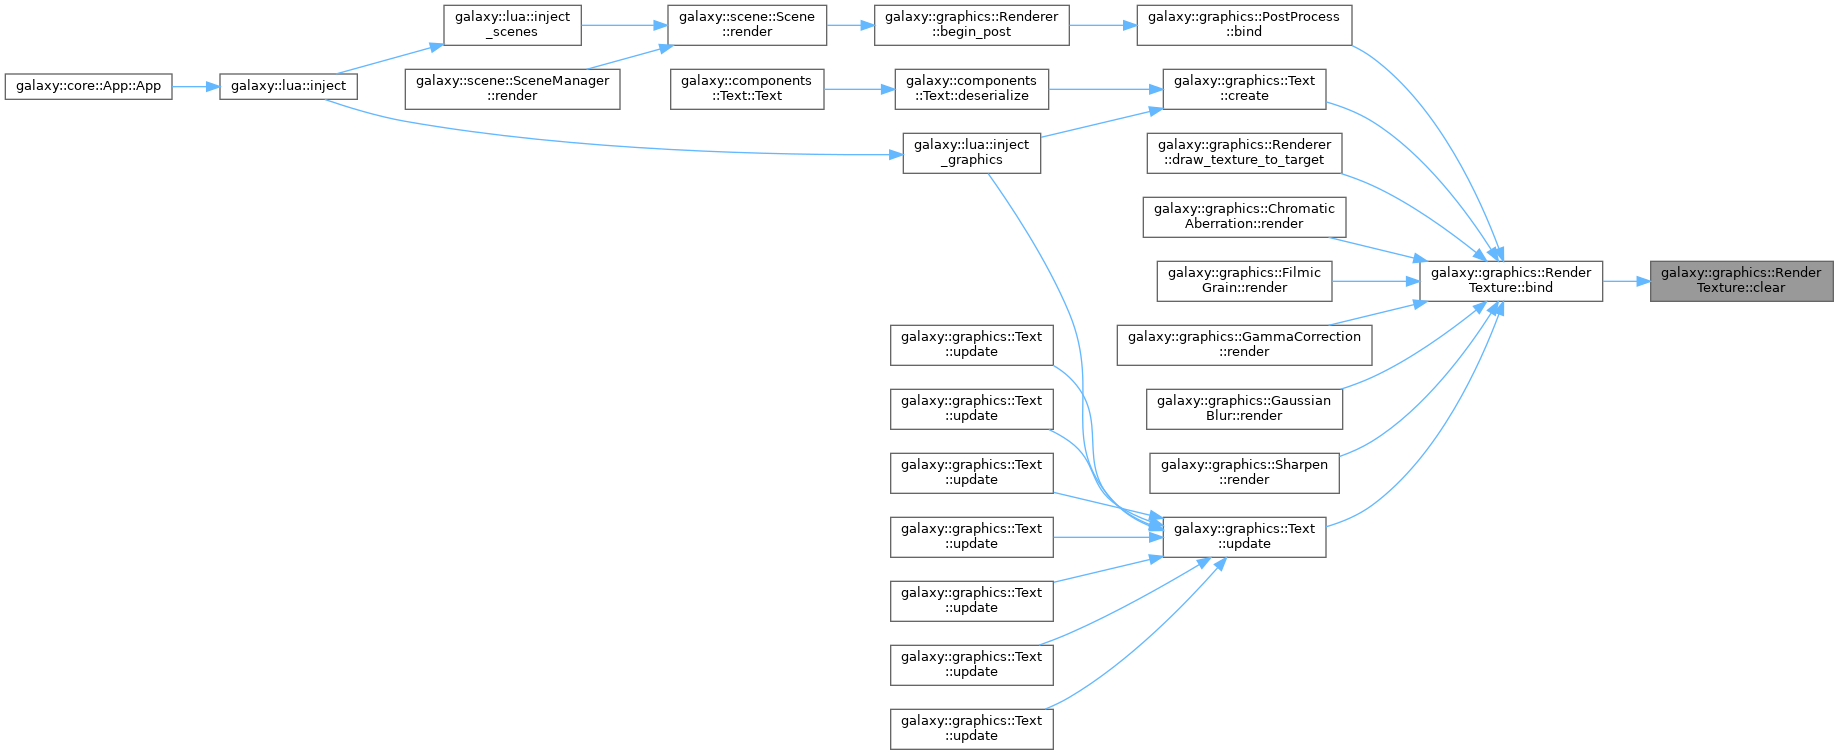 galaxy::lua::inject
_scenes
galaxy::scene::Scene
::render
galaxy::graphics::Renderer
::begin_post
galaxy::graphics::PostProcess
::bind
galaxy::core::App::App
galaxy::lua::inject
galaxy::scene::SceneManager
::render
galaxy::components
::Text::Text
galaxy::components
::Text::deserialize
galaxy::graphics::Text
::create
galaxy::lua::inject
_graphics
galaxy::graphics::Renderer
::draw_texture_to_target
galaxy::graphics::Chromatic
Aberration::render
galaxy::graphics::Filmic
Grain::render
galaxy::graphics::Render
Texture::bind
galaxy::graphics::Render
Texture::clear
galaxy::graphics::Text
::update
galaxy::graphics::GammaCorrection
::render
galaxy::graphics::Text
::update
galaxy::graphics::Gaussian
Blur::render
galaxy::graphics::Text
::update
galaxy::graphics::Sharpen
::render
galaxy::graphics::Text
::update
galaxy::graphics::Text
::update
galaxy::graphics::Text
::update
galaxy::graphics::Text
::update
galaxy::graphics::Text
::update